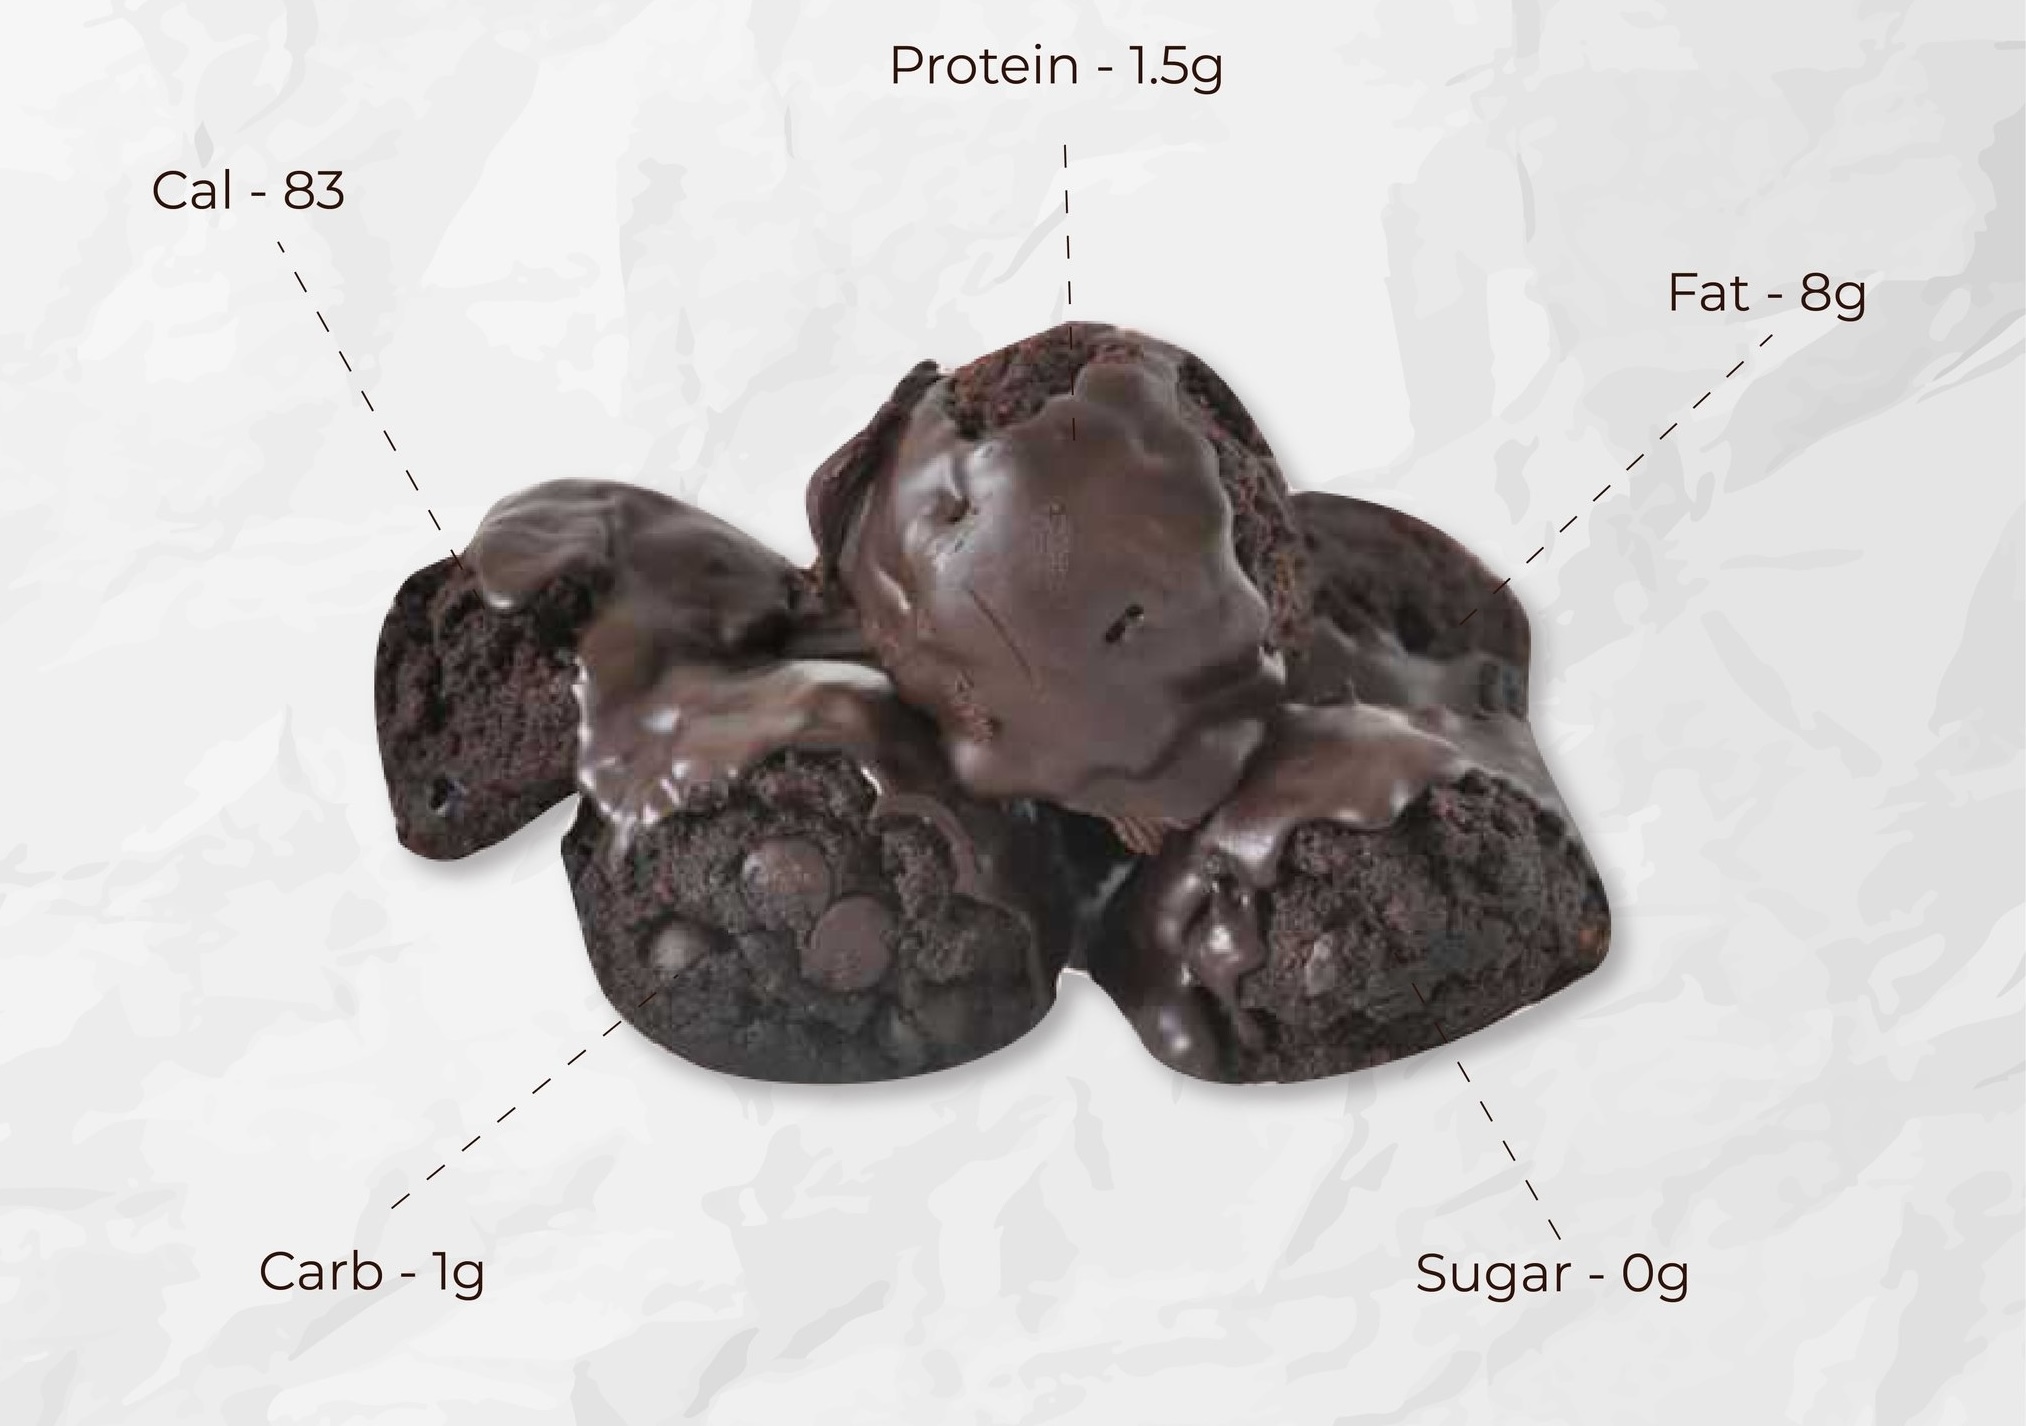 Protein - 1.5g
Cal - 83
Fat - 8g
Carb - 1g
Sugar - 0g